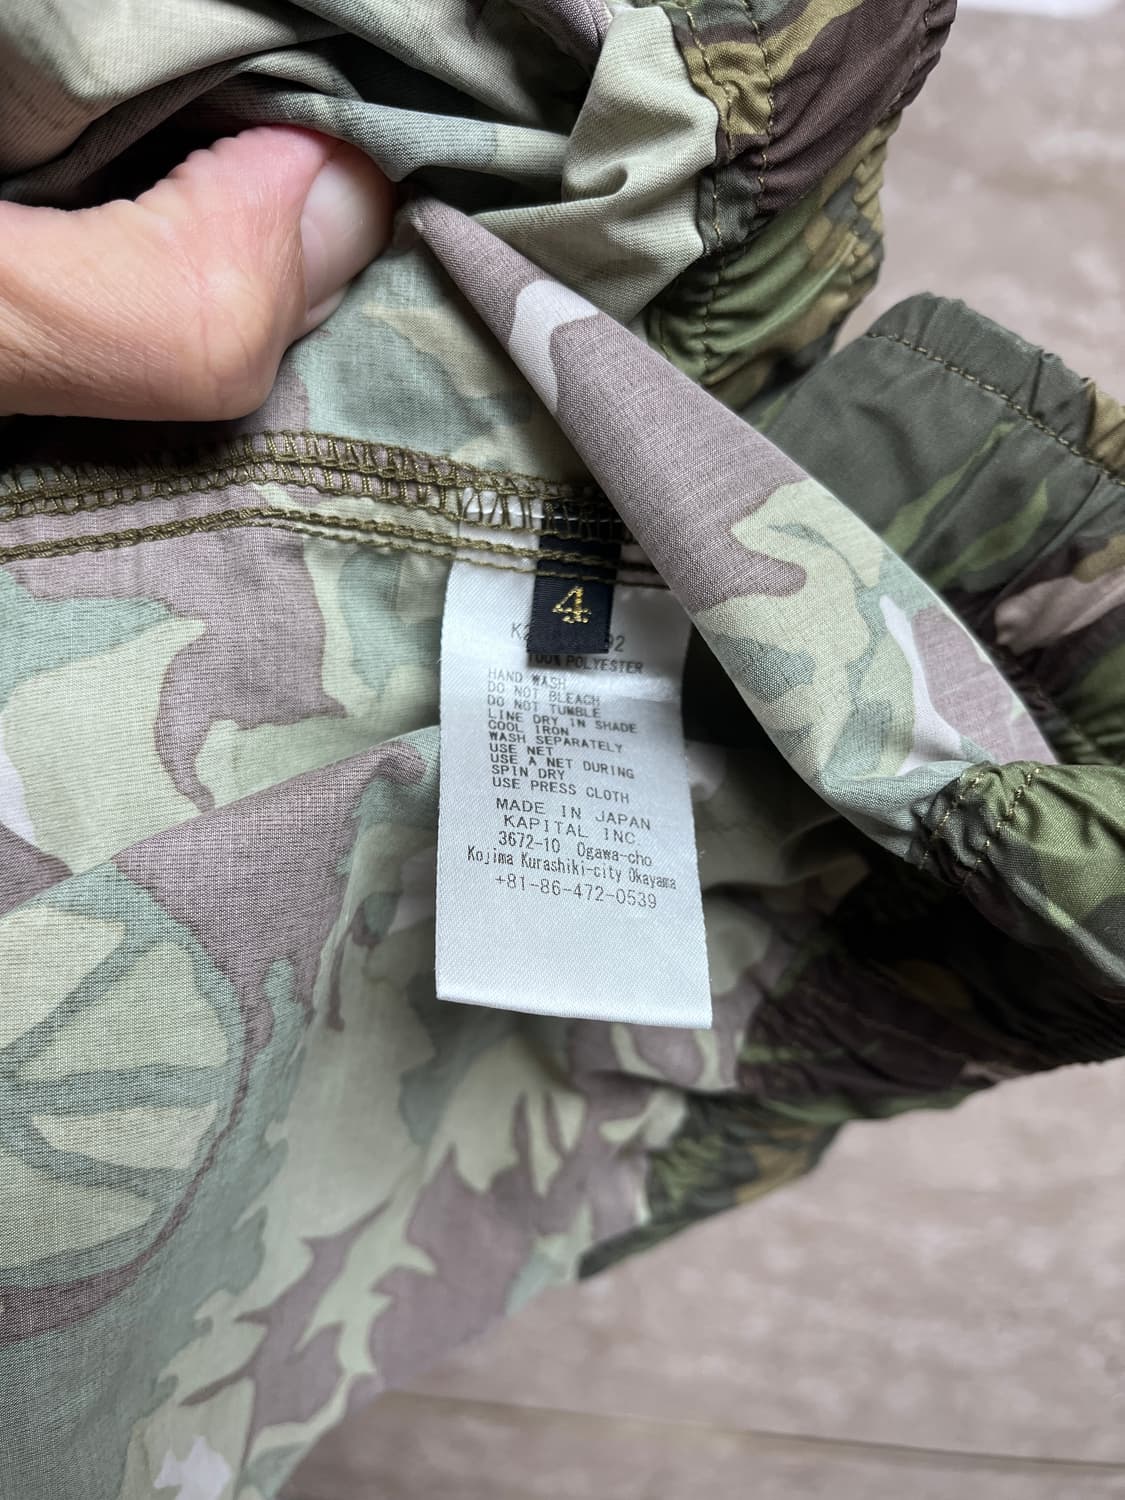 4
100% POLYESTER
HAND WASH
DO NOT BLEACH
DO NOT TUMBLE
LINE DRY IN SHADE
COOL IRON
WASH SEPARATELY
USE NET
USE A NET DURING
SPIN DRY
USE PRESS CLOTH
MADE IN JAPAN
KAPITAL INC.
3672-10 Ogawa-cho
Kojima Kurashiki-city Okayama
+81-86-472-0539